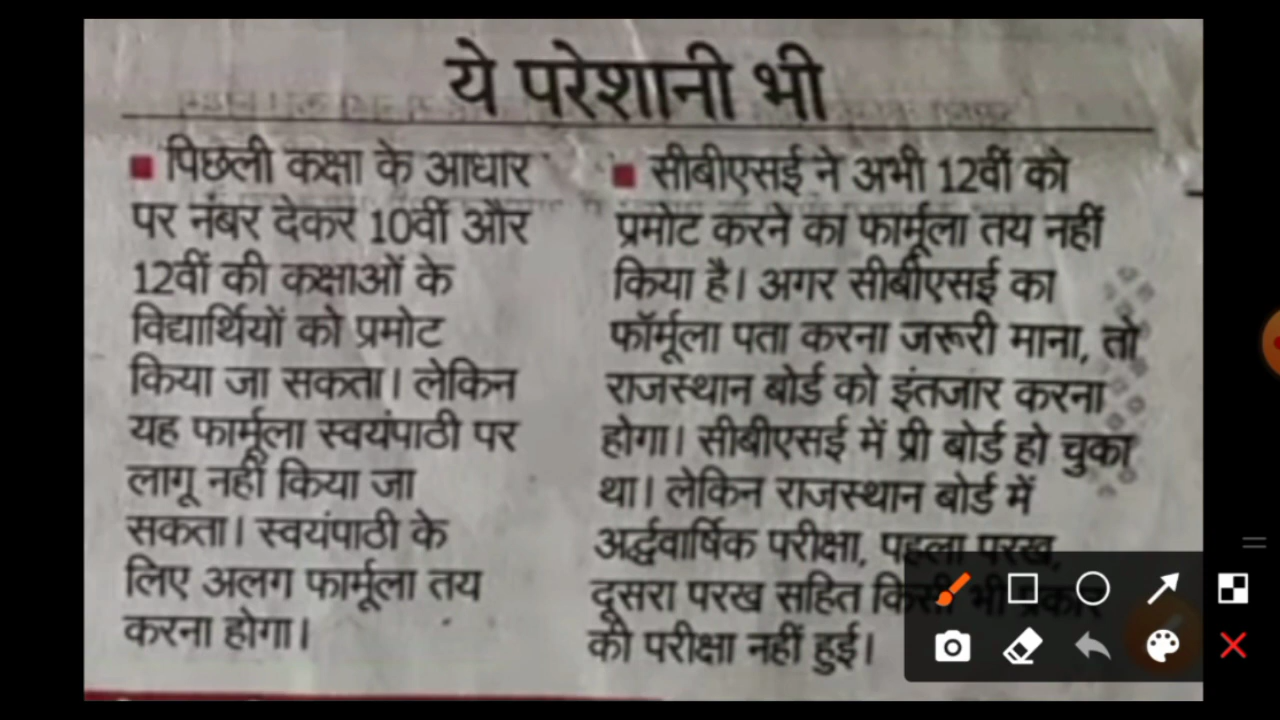 ये परेशानी भी
पिछली कक्षा के आधार
पर नंबर देकर 10वीं और
12वीं की कक्षाओं के
विद्यार्थियों को प्रमोट
किया जा सकता। लेकिन
यह फार्मूला स्वयंपाठी पर
लागू नहीं किया जा
सकता। स्वयंपाठी के
लिए अलग फार्मूला तय
करना होगा।
सीबीएसई ने अभी 12वीं को
प्रमोट करने का फार्मूला तय नहीं
किया है। अगर सीबीएसई का
फॉर्मूला पता करना जरूरी माना, तो
राजस्थान बोर्ड को इंतजार करना
होगा। सीबीएसई में प्री बोर्ड हो चुका
था। लेकिन राजस्थान बोर्ड में
अर्द्धवार्षिक परीक्षा, पहला परख,
दूसरा परख सहित किसी भी प्रकार
की परीक्षा नहीं हुई।